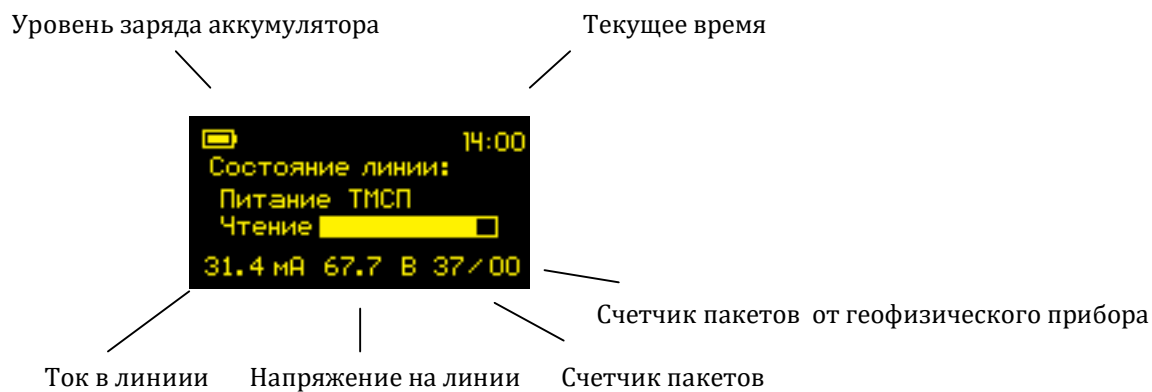 Уровень заряда аккумулятора
Текущее время
14:00
Состояние линии:
Питание ТМСП
Чтение
31.4 мА 67.7 В 37/00
Счетчик пакетов от геофизического прибора
Ток в линиии
Напряжение на линии
Счетчик пакетов